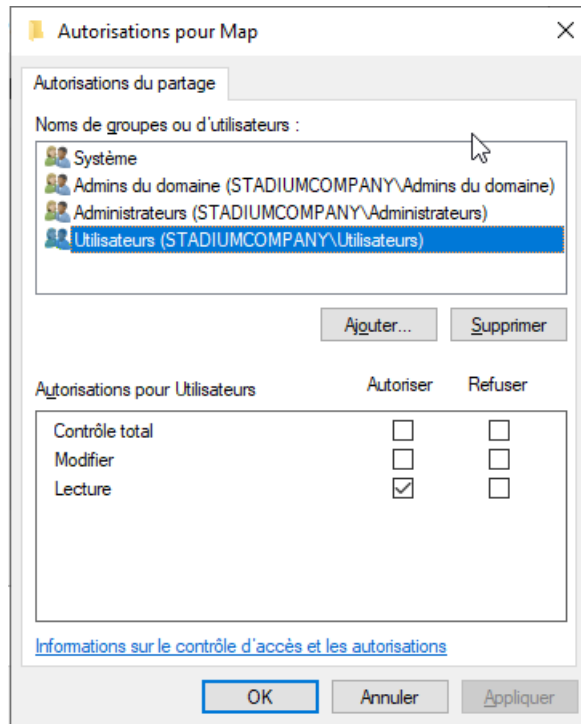 Autorisations pour Map
Autorisations du partage
Noms de groupes ou d'utilisateurs :
Système
Admins du domaine (STADIUMCOMPANY\Admins du domaine)
Administrateurs (STADIUMCOMPANY\Administrateurs)
Utilisateurs (STADIUMCOMPANY\Utilisateurs)
Ajouter... Supprimer
Autorisations pour Utilisateurs Autoriser Refuser
Contrôle total
Modifier
Lecture
Informations sur le contrôle d'accès et les autorisations
OK Annuler Appliquer